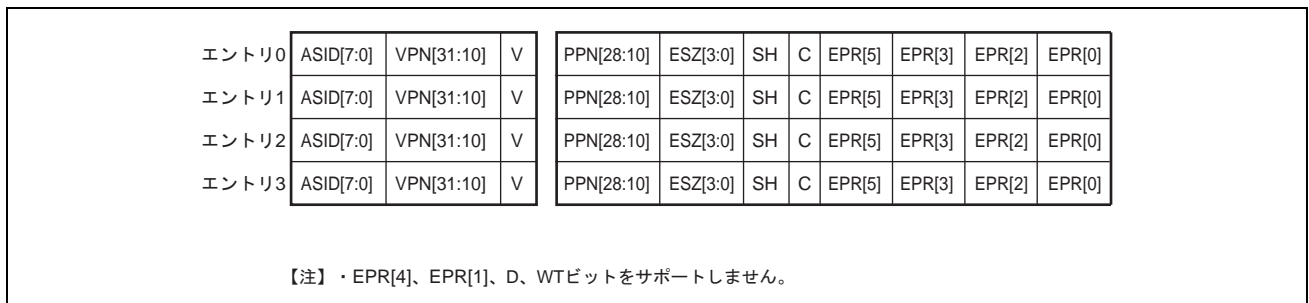 エントリ0 ASID[7:0] VPN[31:10] V PPN[28:10] ESZ[3:0] SH C EPR[5] EPR[3] EPR[2] EPR[0]
エントリ1 ASID[7:0] VPN[31:10] V PPN[28:10] ESZ[3:0] SH C EPR[5] EPR[3] EPR[2] EPR[0]
エントリ2 ASID[7:0] VPN[31:10] V PPN[28:10] ESZ[3:0] SH C EPR[5] EPR[3] EPR[2] EPR[0]
エントリ3 ASID[7:0] VPN[31:10] V PPN[28:10] ESZ[3:0] SH C EPR[5] EPR[3] EPR[2] EPR[0]
【注】・EPR[4]、EPR[1]、D、WTビットをサポートしません。